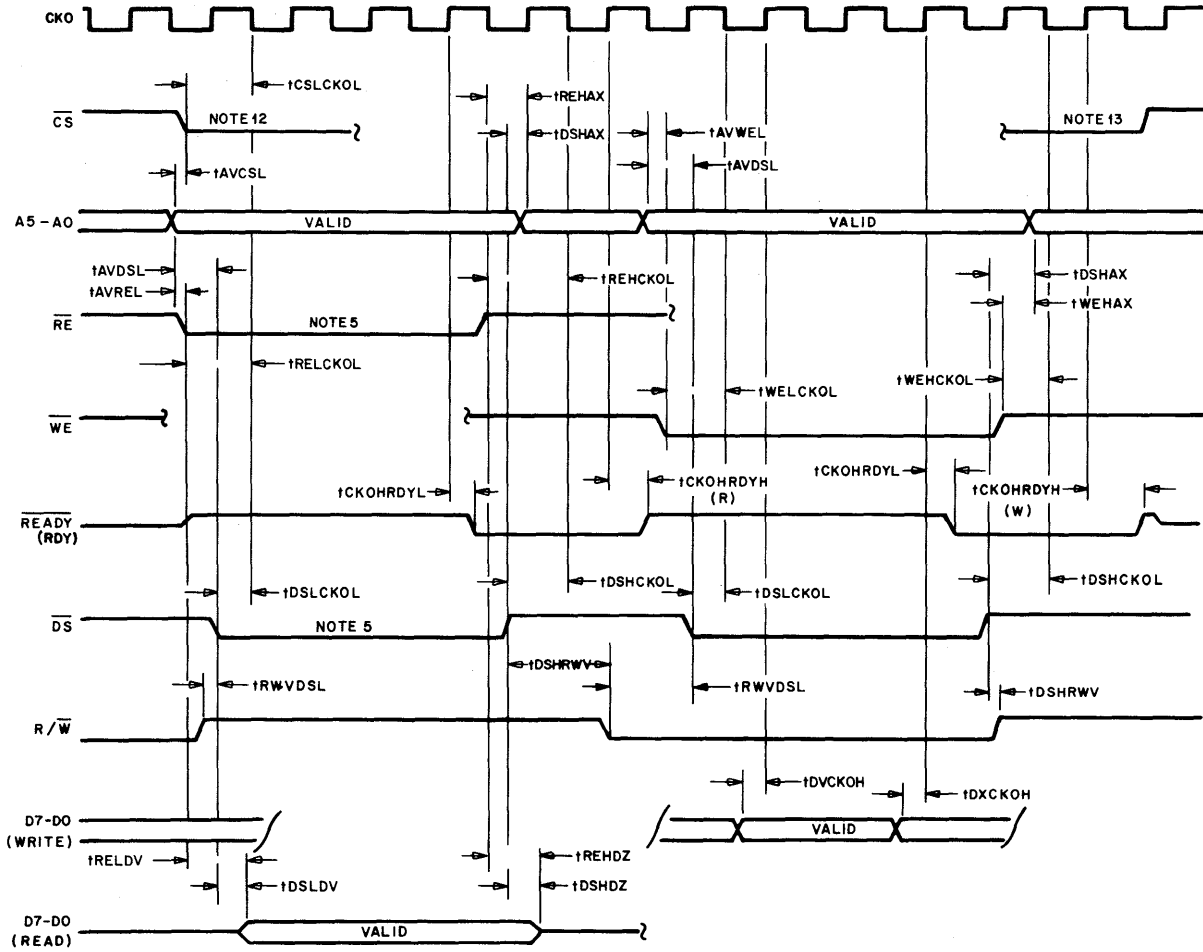 CKO
tCSLCKOL
tREHAX
CS
NOTE 12
NOTE 13
tDSHAX
tAVWEL
tAVCSL
tAVDSL
A5-A0
VALID
VALID
tAVDSL
tREHCKOL
tDSHAX
tAVREL
tWEHAX
RE
NOTE 5
tRELCKOL
tWEHCKOL
tWELCKOL
WE
tCKOHRDYL
tCKOHRDYL
tCKOHRDYH
(R)
tCKOHRDYH
(W)
READY
(RDY)
tDSLCKOL
tDSHCKOL
tDSLCKOL
tDSHCKOL
DS
NOTE 5
tDSHRWV
tRWVDSL
tRWVDSL
tDSHRWV
R/W
tDVCKOH
tDXCKOH
D7-D0
(WRITE)
VALID
tRELDV
tREHDZ
tDSLDV
tDSHDZ
D7-D0
(READ)
VALID